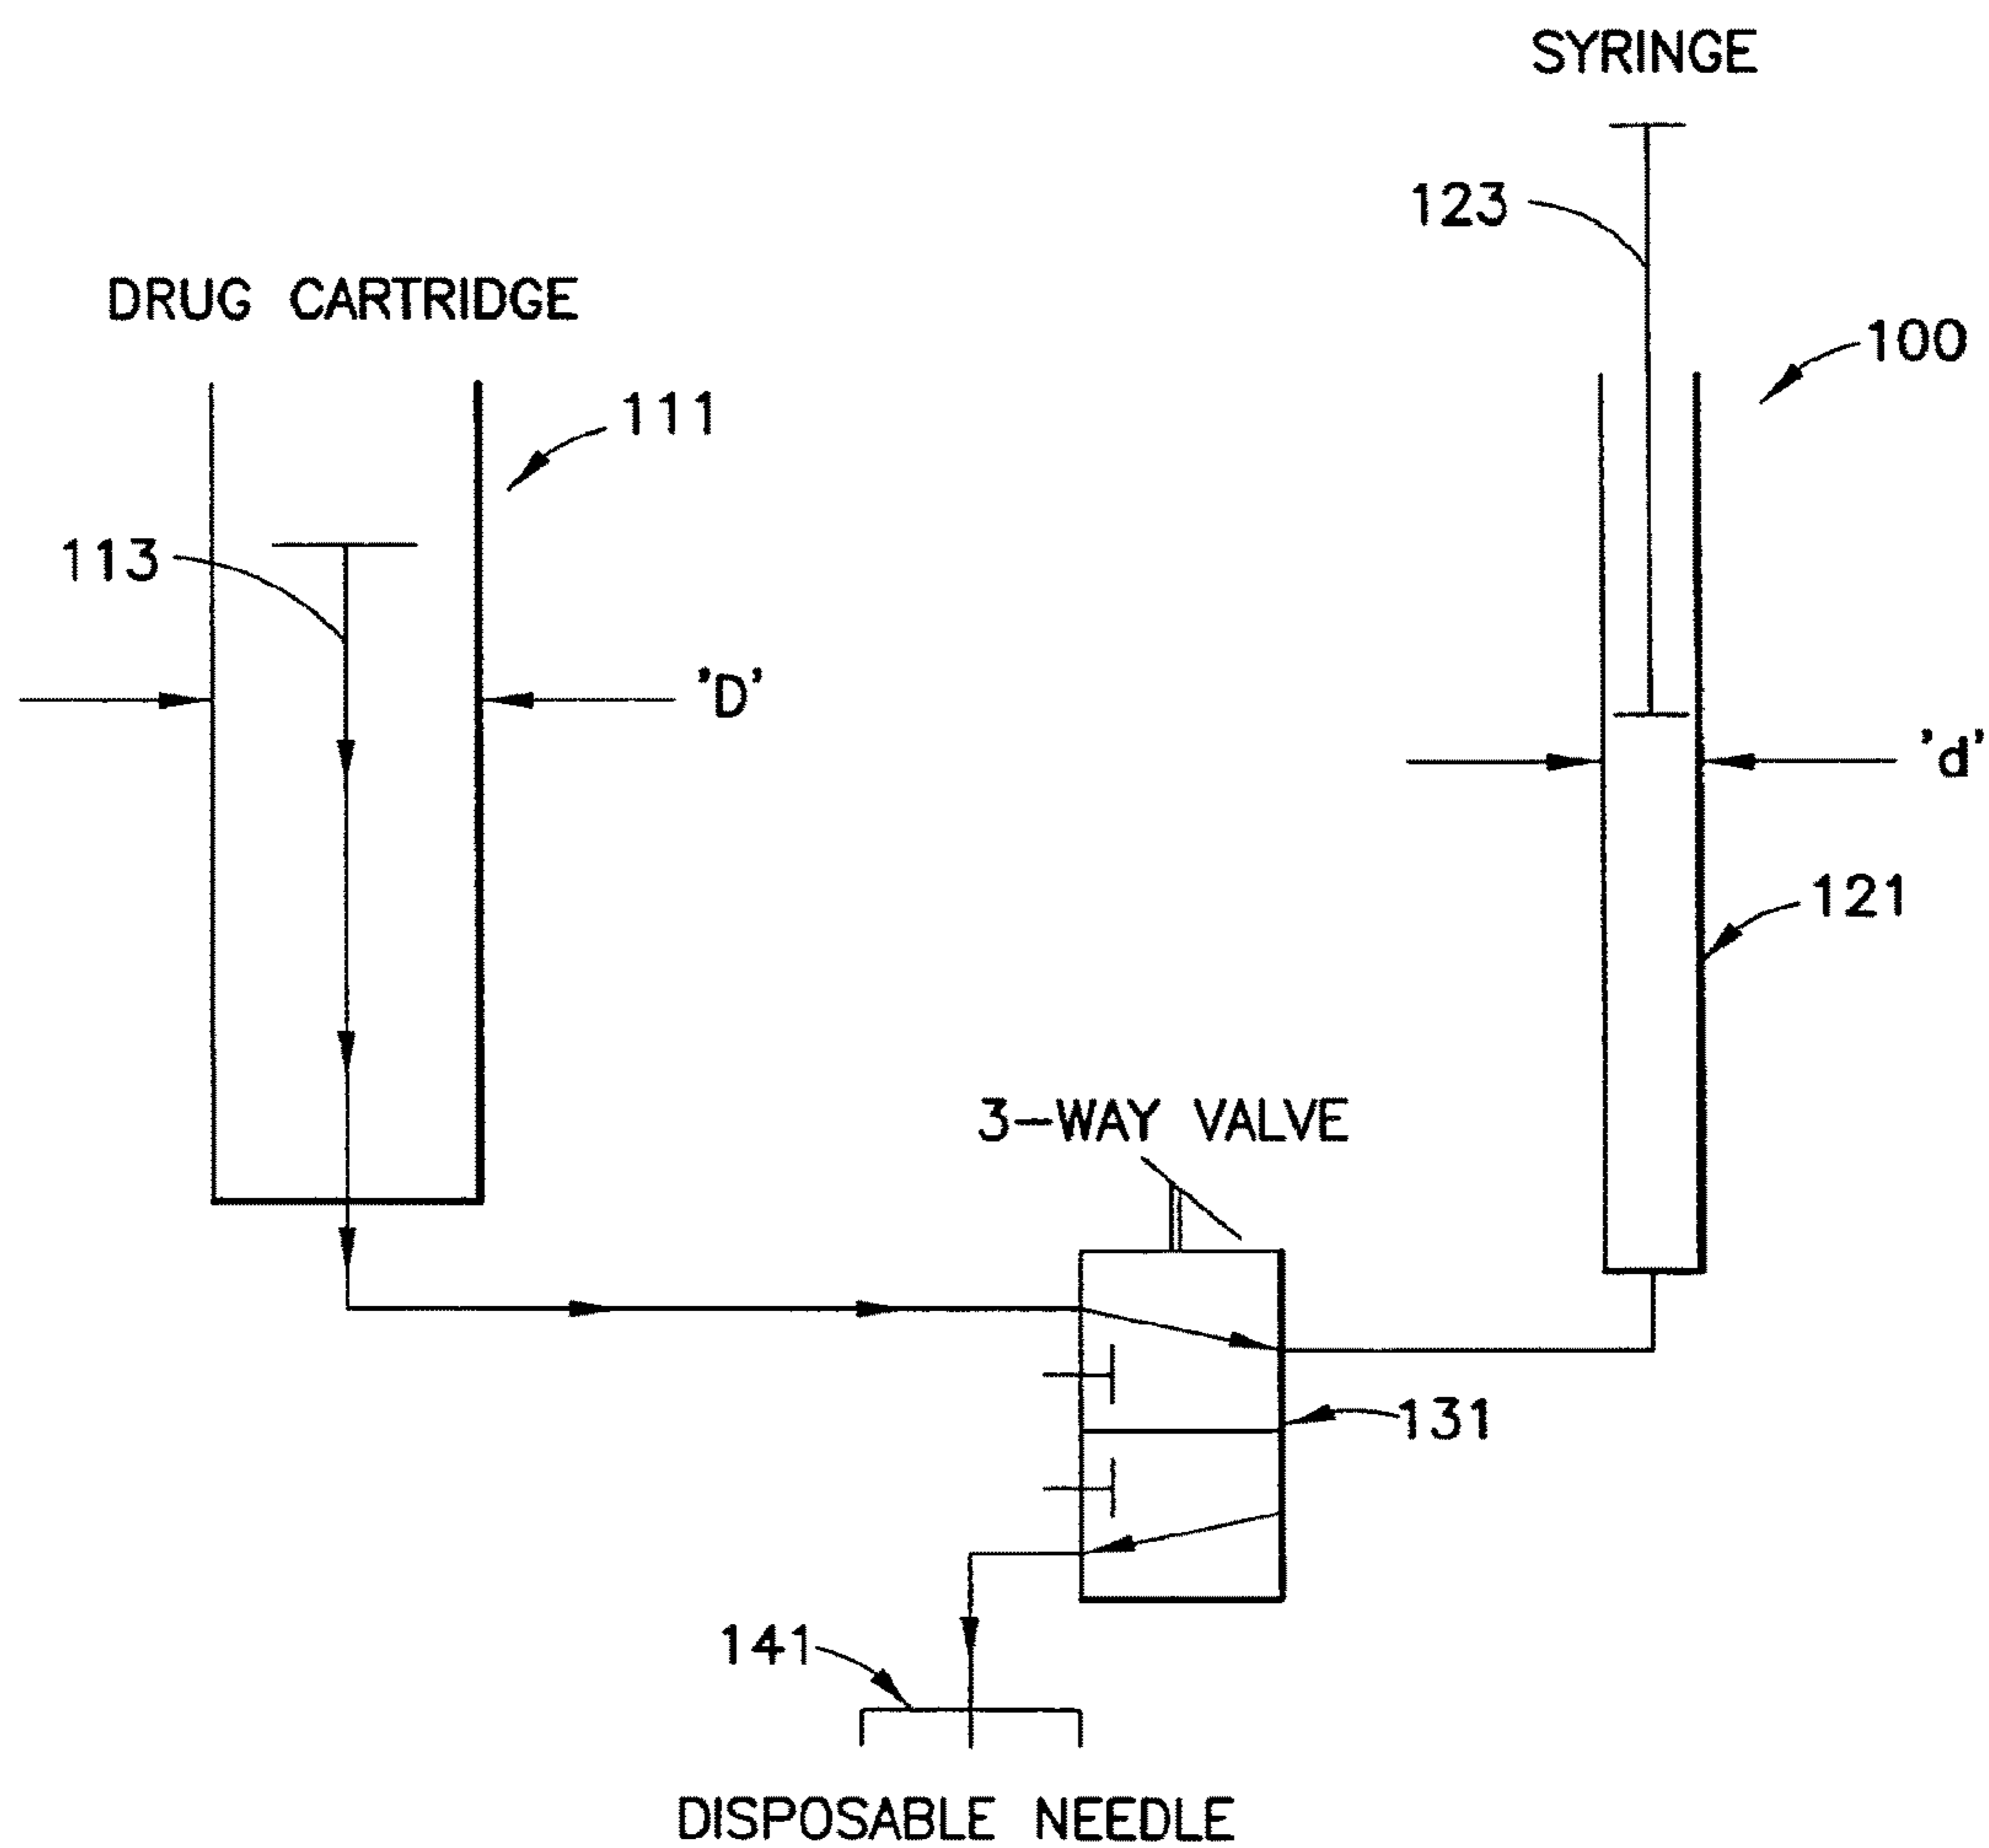 SYRINGE
123
DRUG CARTRIDGE
100
111
113
'D'
'd'
121
3-WAY VALVE
131
141
DISPOSABLE NEEDLE